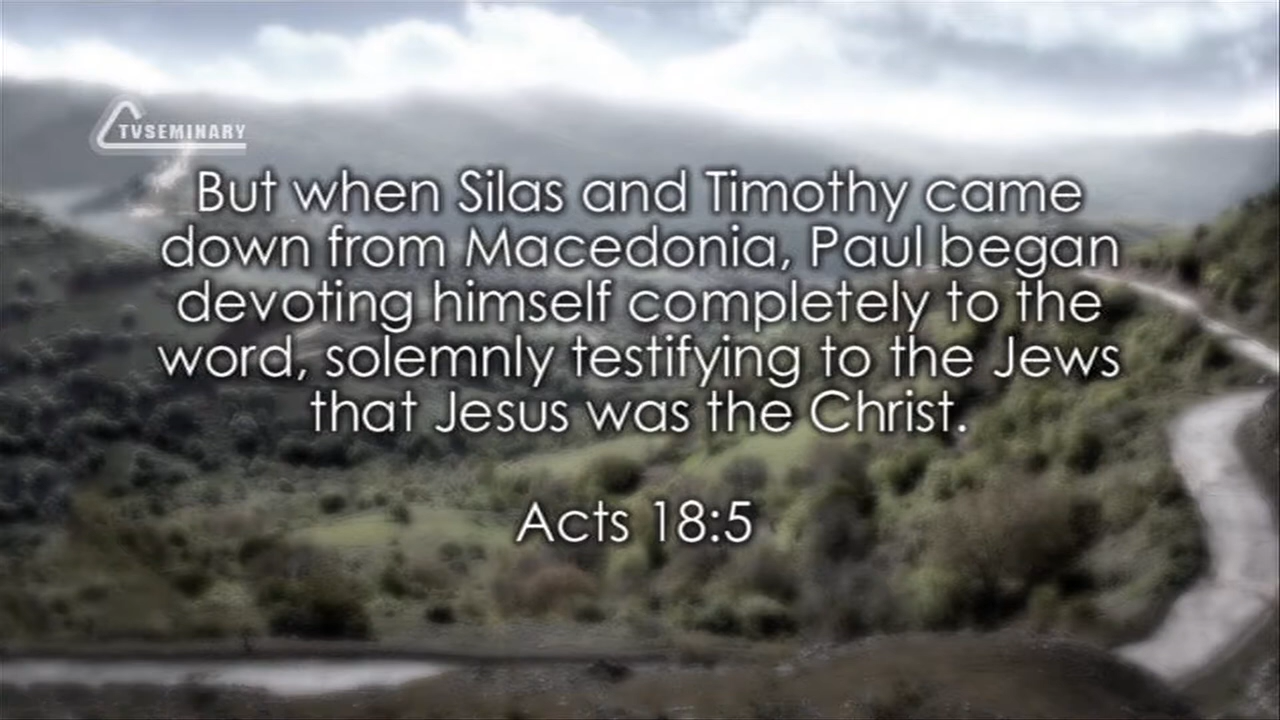 TVSEMINARY
But when Silas and Timothy came
down from Macedonia, Paul began
devoting himself completely to the
word, solemnly testifying to the Jews
that Jesus was the Christ.
Acts 18:5